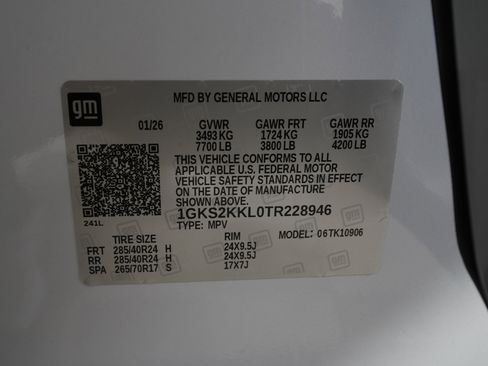 gm
MFD BY GENERAL MOTORS LLC
01/26 GVWR GAWR FRT GAWR RR
3493 KG 1724 KG 1905 KG
7700 LB 3800 LB 4200 LB
THIS VEHICLE CONFORMS TO ALL
APPLICABLE U.S. FEDERAL MOTOR
VEHICLE SAFETY STANDARDS IN EFFECT
ON THE DATE OF MANUFACTURE
SHOWN ABOVE.
1GKS2KKL0TR228946
241L TYPE: MPV
TIRE SIZE RIM MODEL: 06TK10906
FRT 285/40R24 H 24X9.5J
RR 285/40R24 H 24X9.5J
SPA 265/70R17 S 17X7J